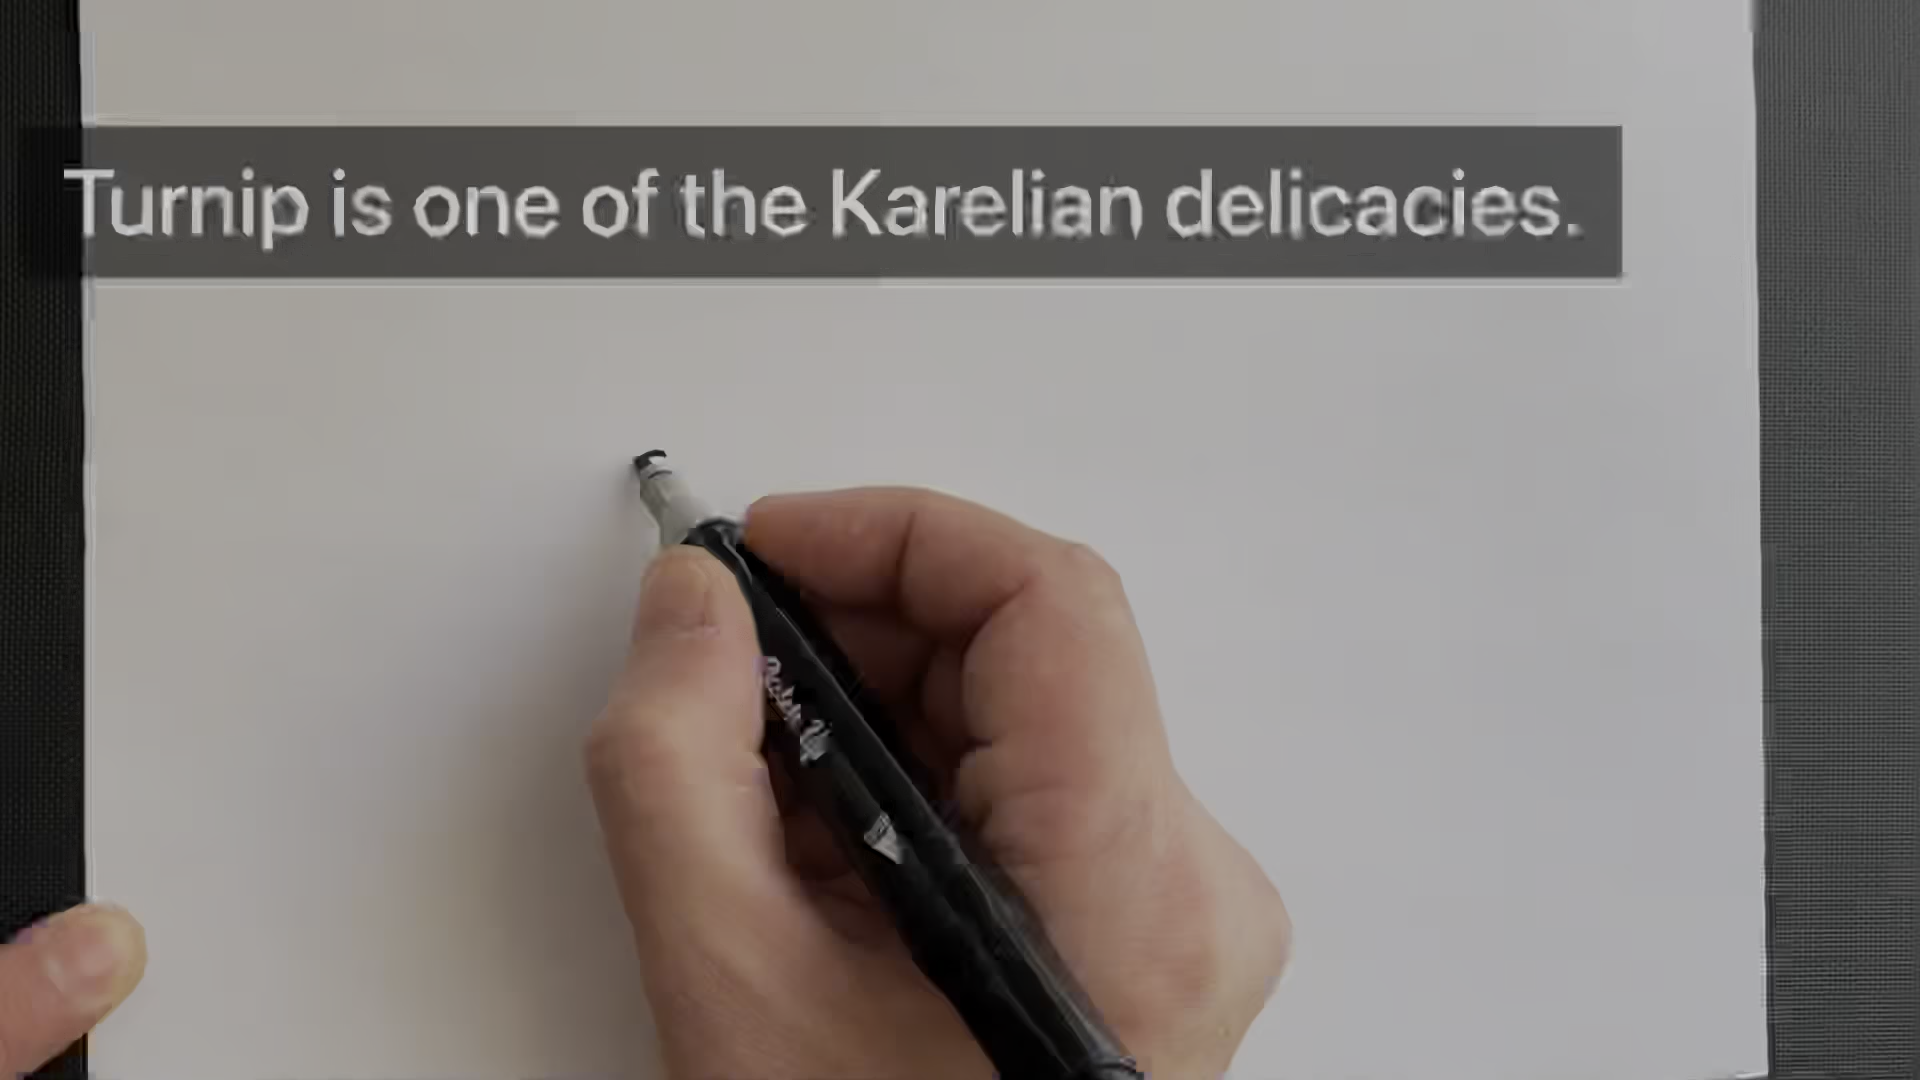 Turnip is one of the Karelian delicacies.